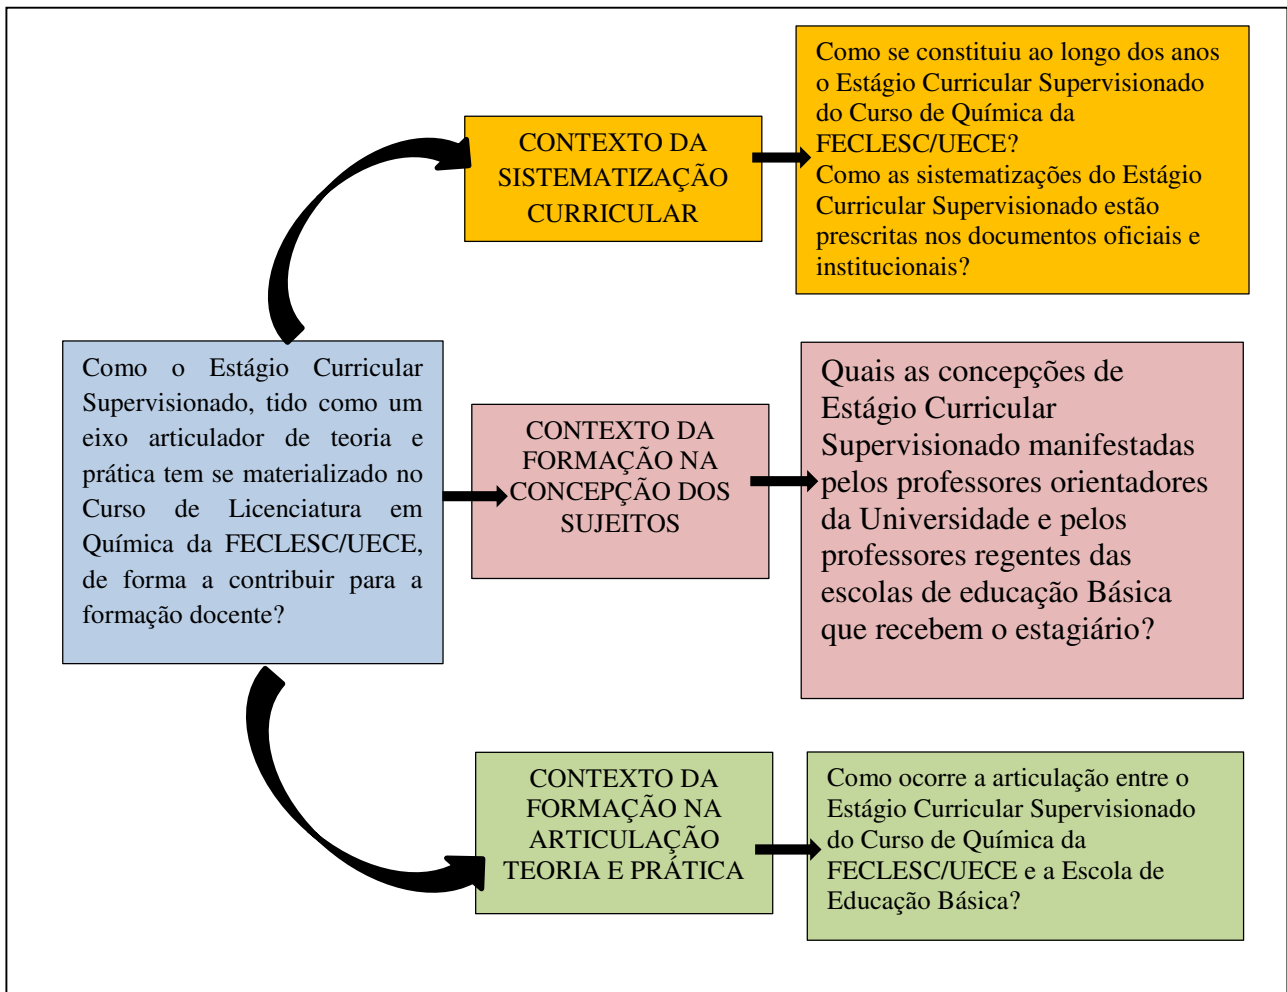 Como o Estágio Curricular
Supervisionado, tido como um
eixo articulador de teoria e
prática tem se materializado no
Curso de Licenciatura em
Química da FECLESC/UECE,
de forma a contribuir para a
formação docente?
CONTEXTO DA
SISTEMATIZAÇÃO
CURRICULAR
Como se constituiu ao longo dos anos
o Estágio Curricular Supervisionado
do Curso de Química da
FECLESC/UECE?
Como as sistematizações do Estágio
Curricular Supervisionado estão
prescritas nos documentos oficiais e
institucionais?
CONTEXTO DA
FORMAÇÃO NA
CONCEPÇÃO DOS
SUJEITOS
Quais as concepções de
Estágio Curricular
Supervisionado manifestadas
pelos professores orientadores
da Universidade e pelos
professores regentes das
escolas de educação Básica
que recebem o estagiário?
CONTEXTO DA
FORMAÇÃO NA
ARTICULAÇÃO
TEORIA E PRÁTICA
Como ocorre a articulação entre o
Estágio Curricular Supervisionado
do Curso de Química da
FECLESC/UECE e a Escola de
Educação Básica?